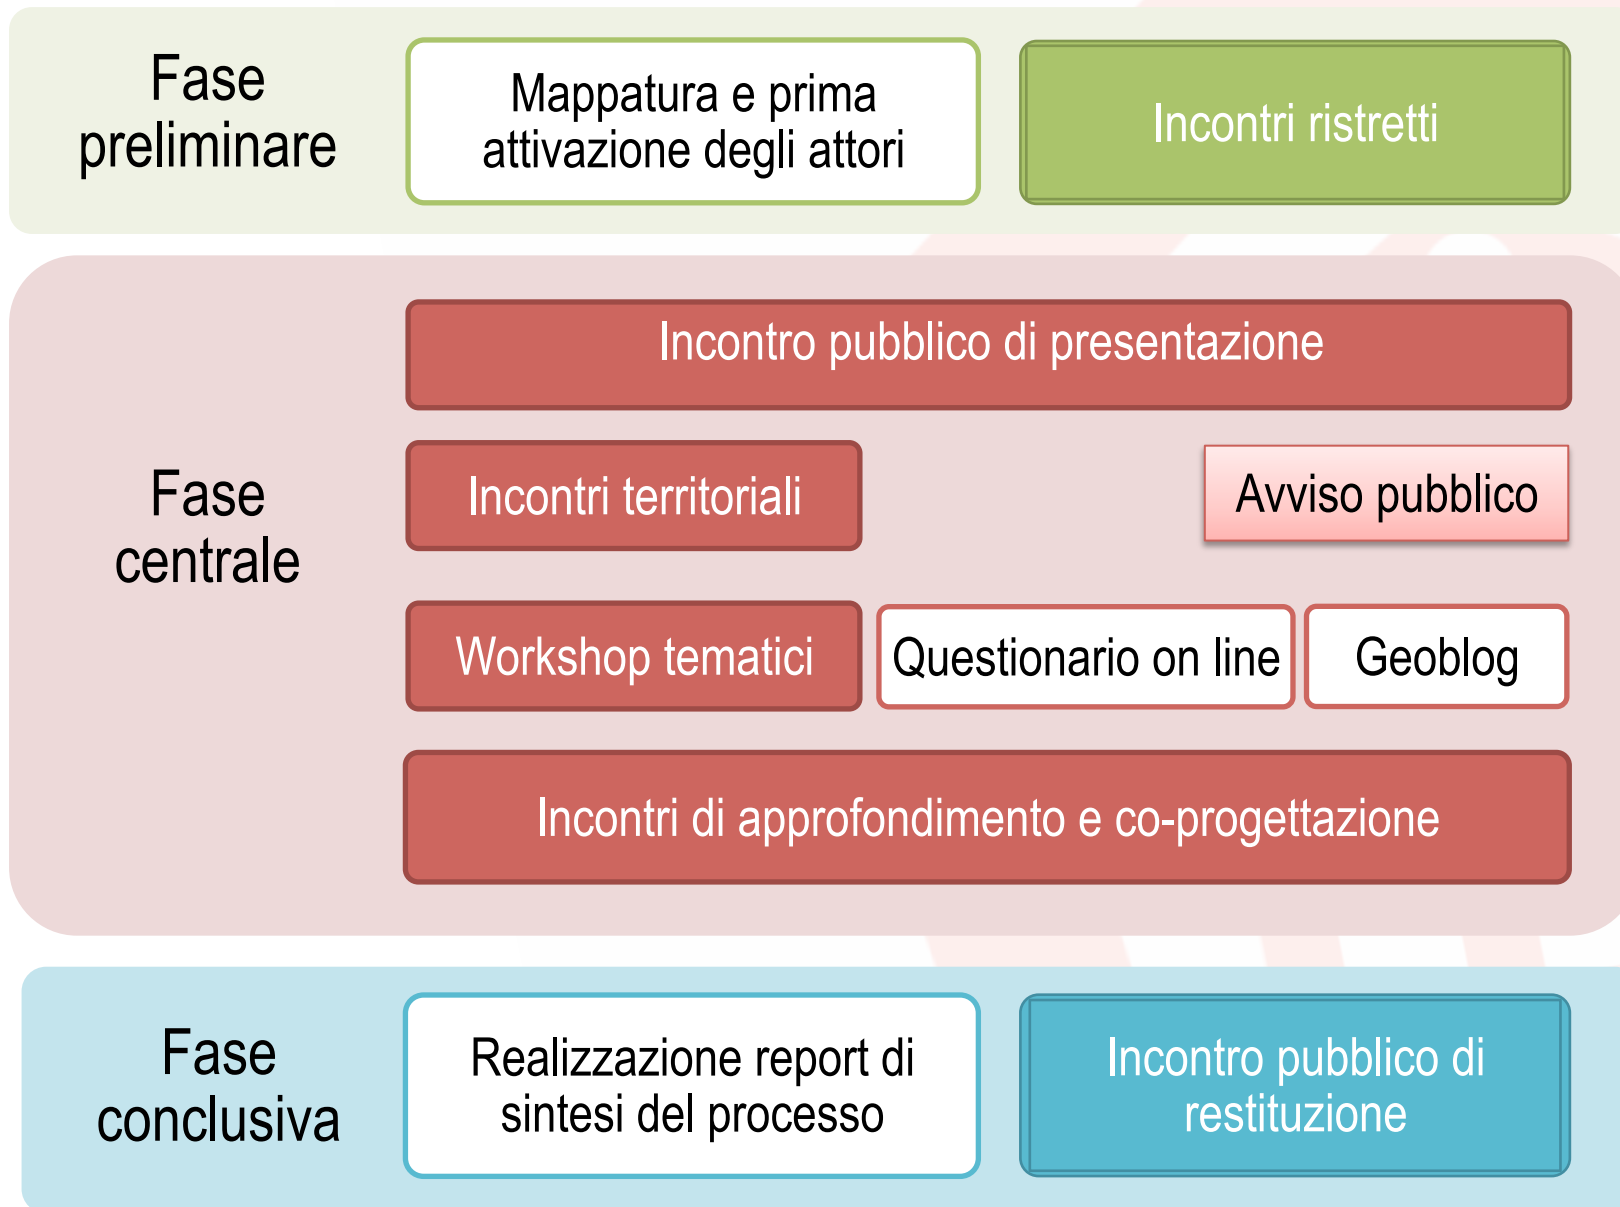 Fase
preliminare
Mappatura e prima
attivazione degli attori
Incontri ristretti
Fase
centrale
Incontro pubblico di presentazione
Incontri territoriali
Avviso pubblico
Workshop tematici
Questionario on line
Geoblog
Incontri di approfondimento e co-progettazione
Fase
conclusiva
Realizzazione report di
sintesi del processo
Incontro pubblico di
restituzione